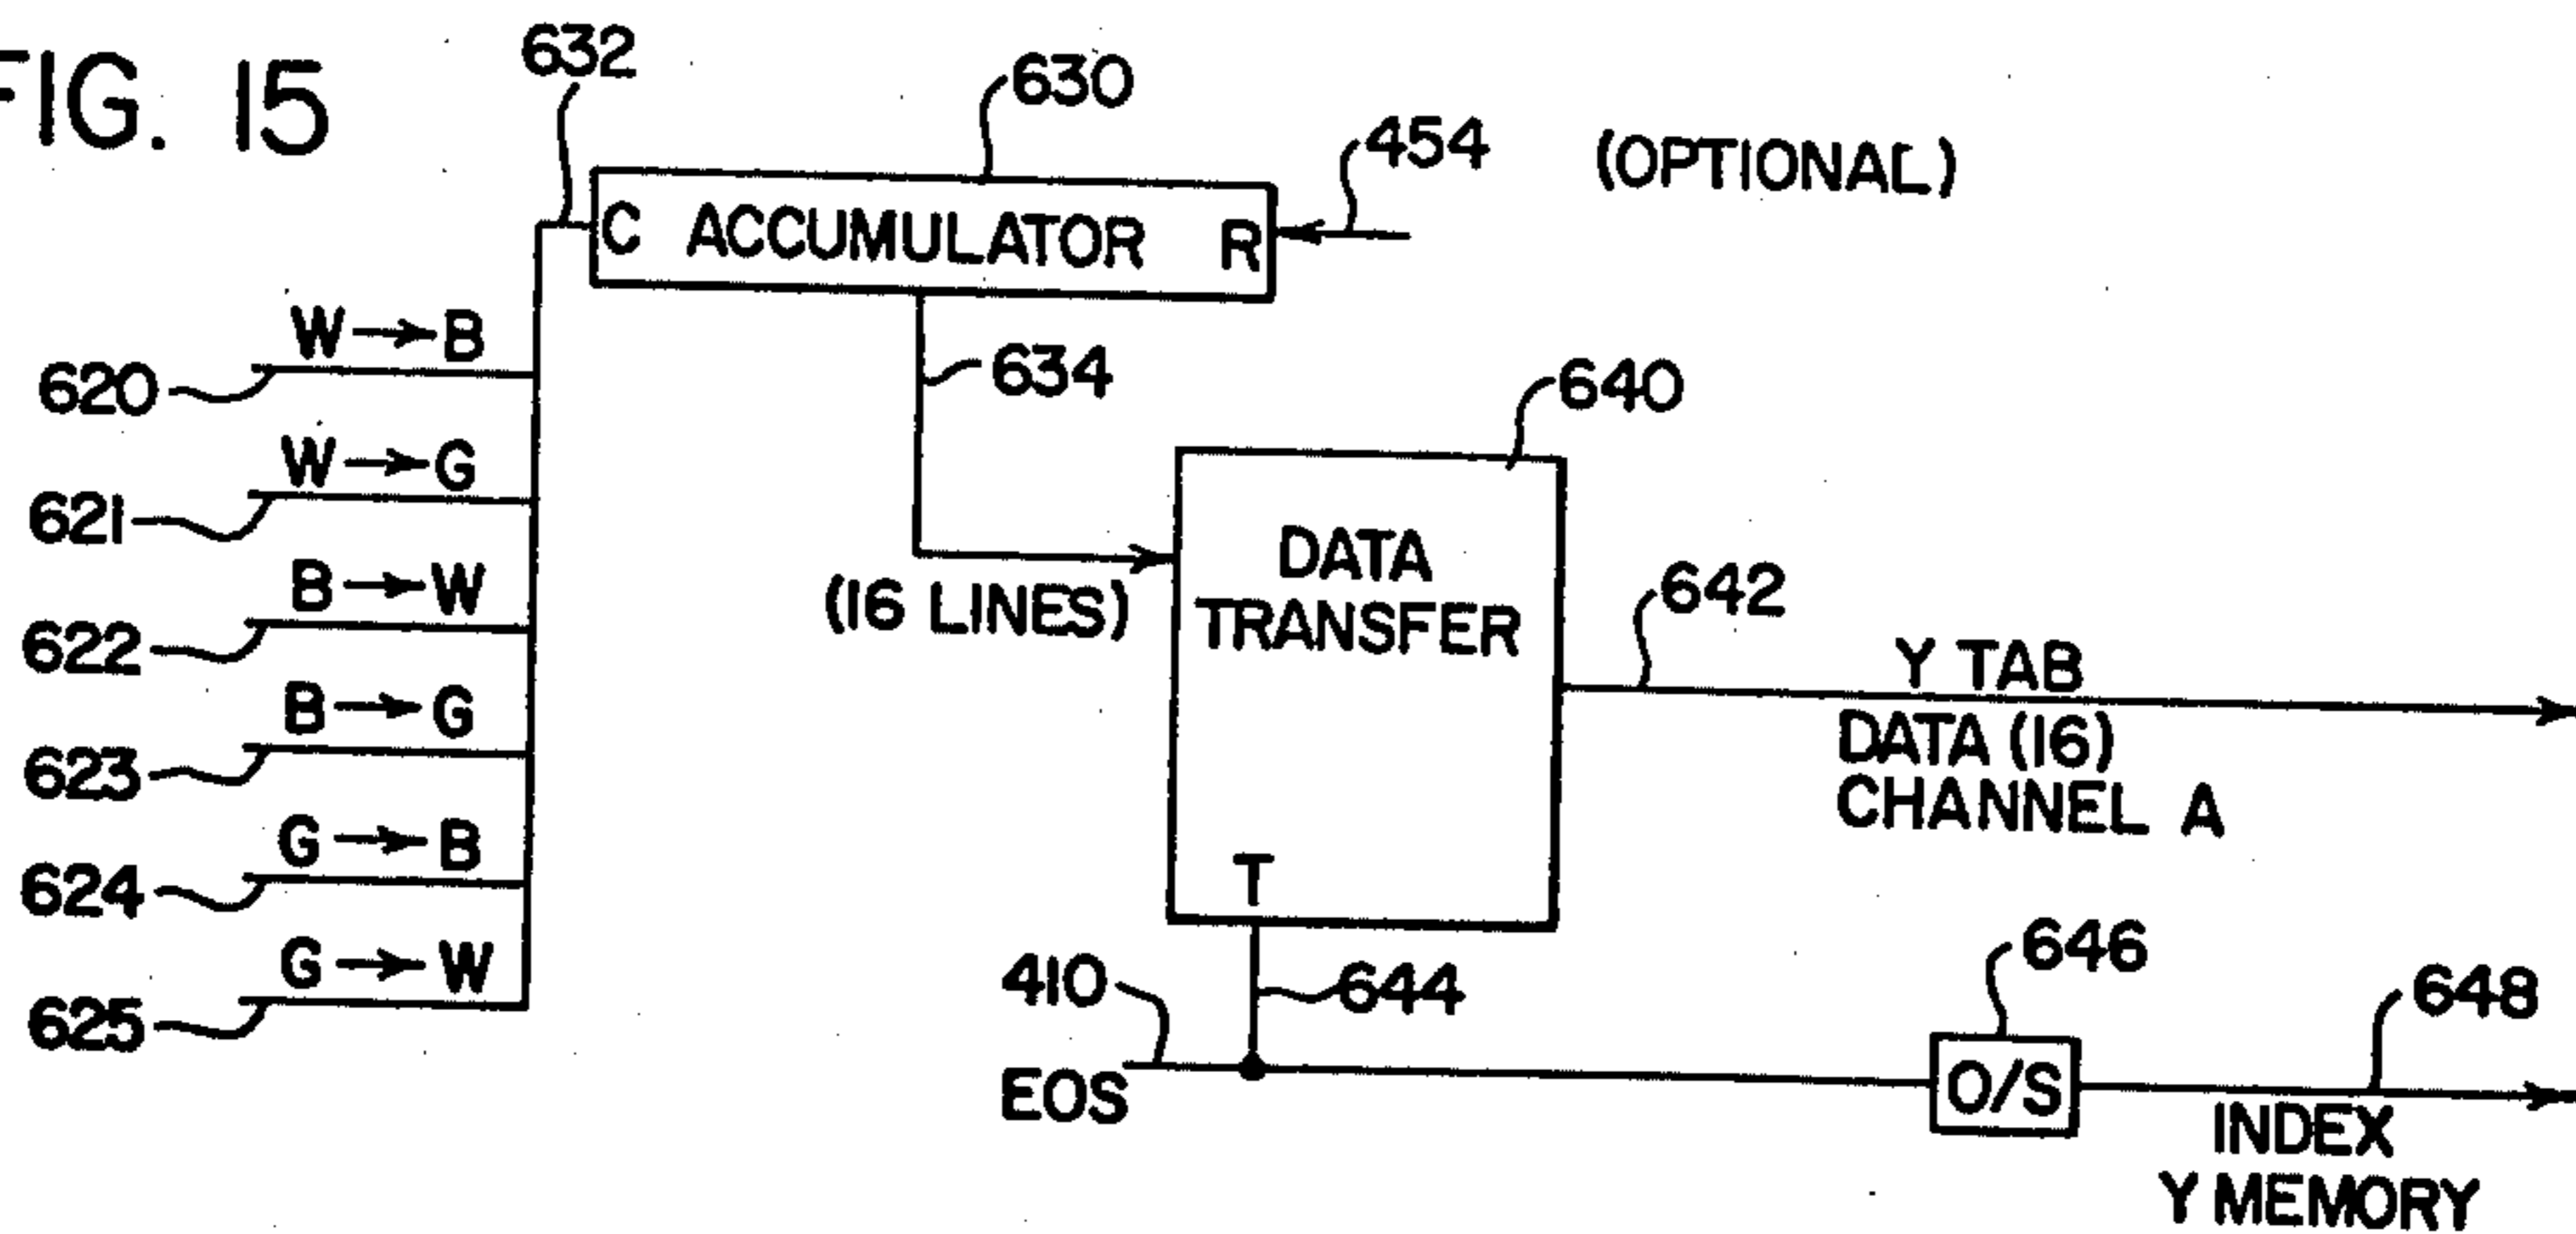 FIG. 15
632
630
454
(OPTIONAL)
C ACCUMULATOR R
W→B
620
634
640
W→G
621
(16 LINES)
DATA
TRANSFER
642
B→W
622
Y TAB
DATA (16)
CHANNEL A
B→G
623
G→B
624
T
G→W
625
410
644
646
648
EOS
O/S
INDEX
Y MEMORY